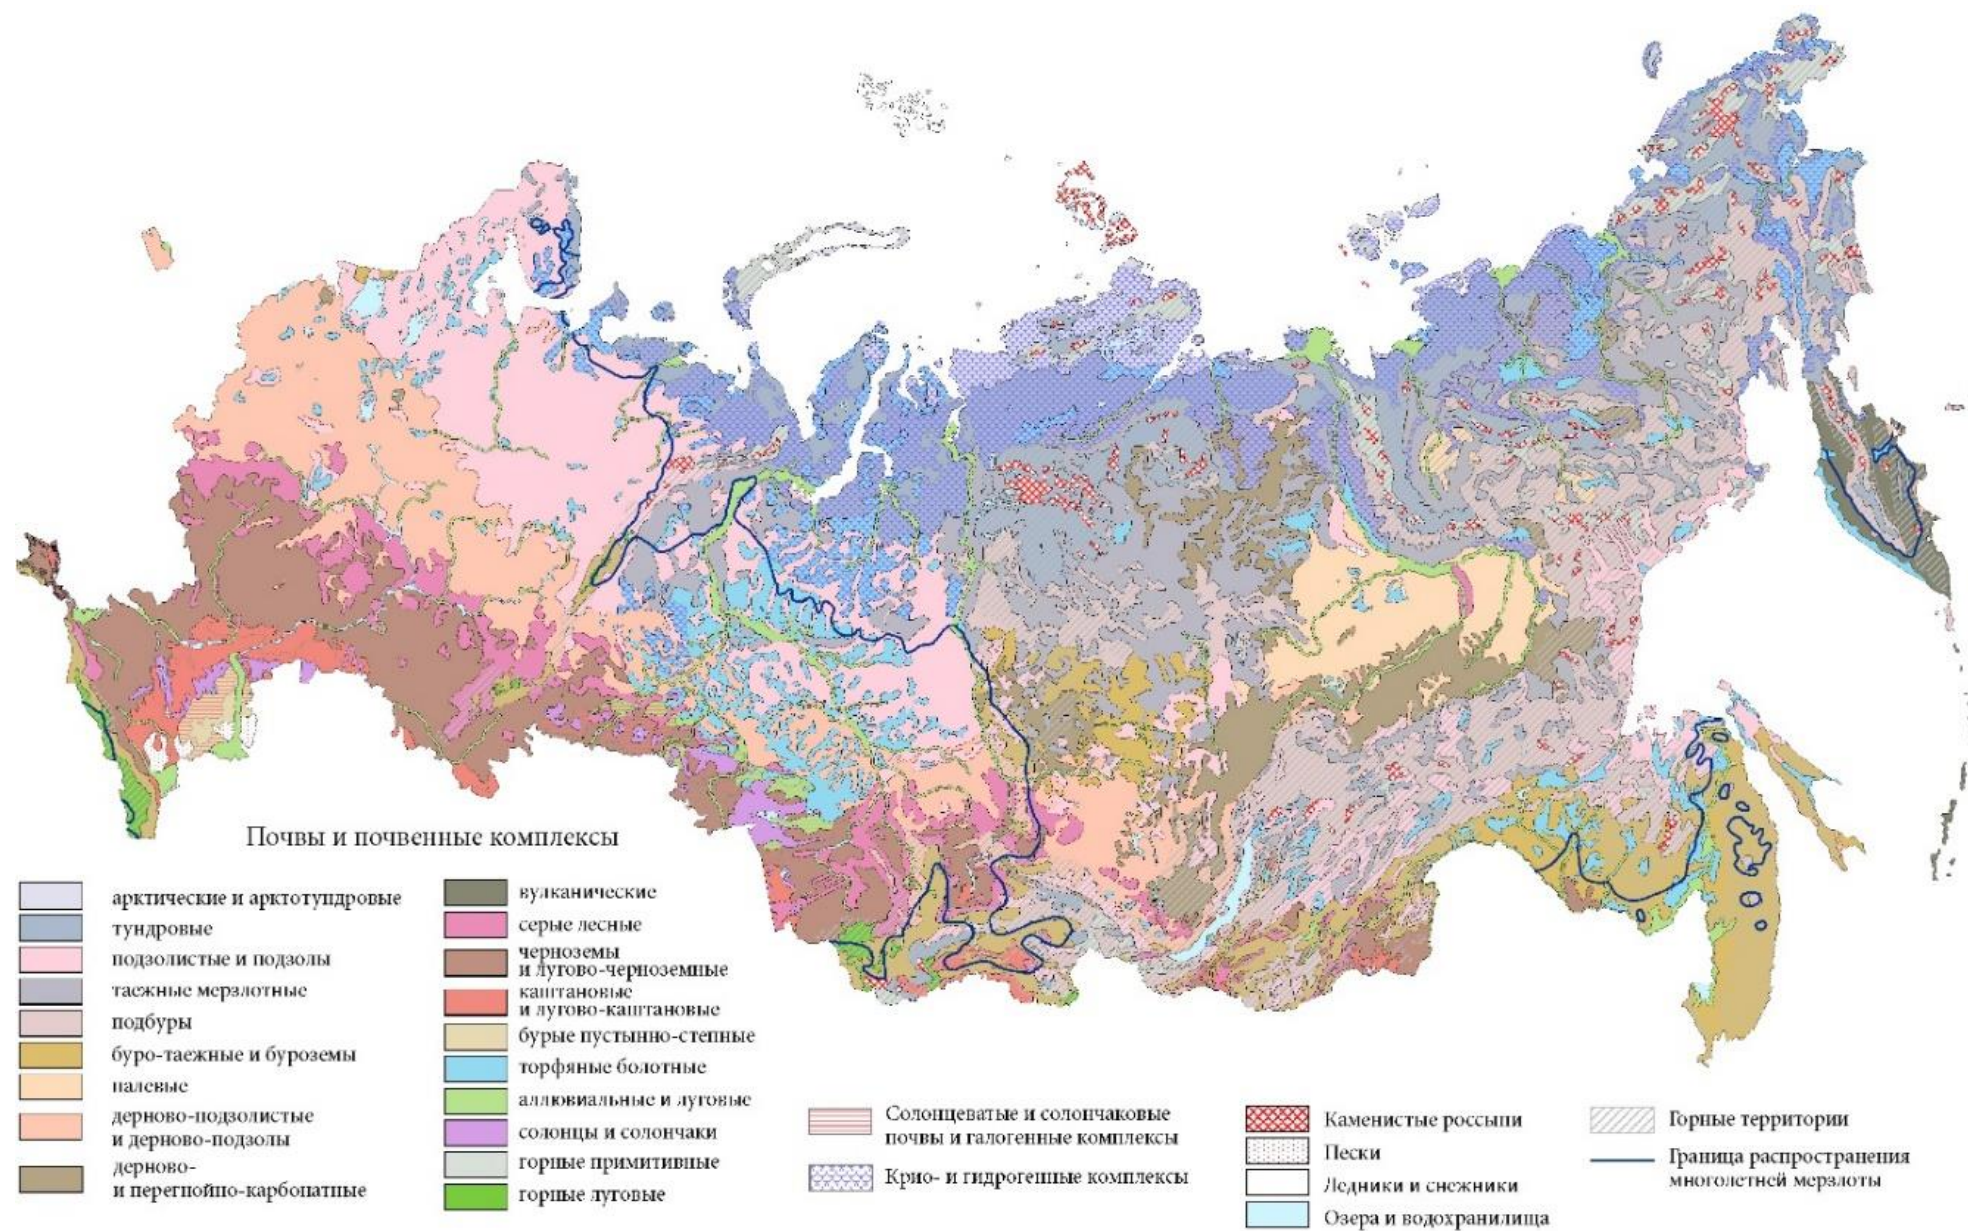 Почвы и почвенные комплексы
арктические и арктотундровые
тундровые
подзолистые и подзолы
таежные мерзлотные
подбуры
буро-таежные и буроземы
палевые
дерново-подзолистые
и дерново-подзолы
дерново-
и перегнойно-карбонатные
вулканические
серые лесные
черноземы
и лугово-черноземные
каштановые
и лугово-каштановые
бурые пустынно-степные
торфяные болотные
аллювиальные и луговые
солонцы и солончаки
горные примитивные
горные луговые
Солонцеватые и солончаковые
почвы и галогенные комплексы
Крио- и гидрогенные комплексы
Каменистые россыпи
Пески
Ледники и снежники
Озера и водохранилища
Горные территории
Граница распространения
многолетней мерзлоты